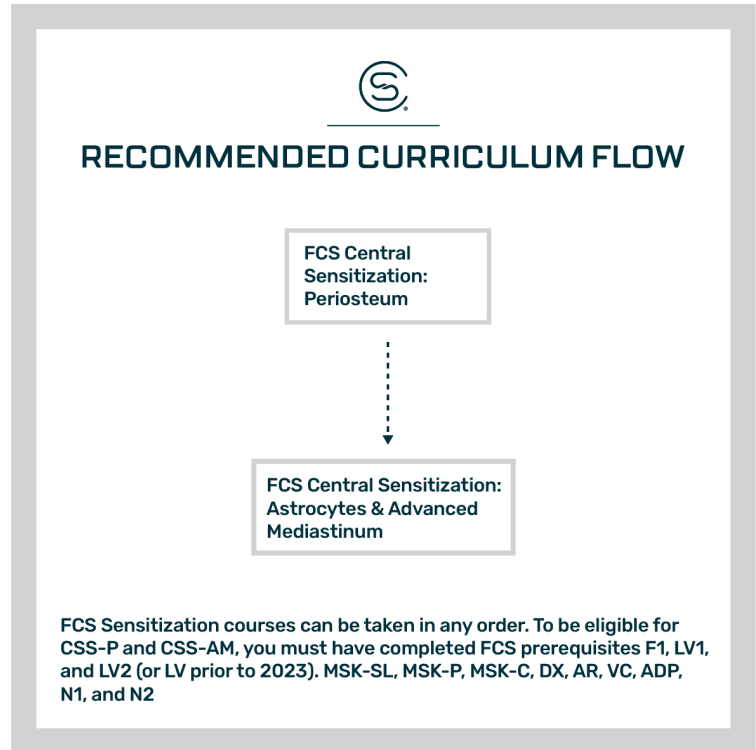 RECOMMENDED CURRICULUM FLOW
FCS Central
Sensitization:
Periosteum
FCS Central Sensitization:
Astrocytes & Advanced
Mediastinum
FCS Sensitization courses can be taken in any order. To be eligible for
CSS-P and CSS-AM, you must have completed FCS prerequisites F1, LV1,
and LV2 (or LV prior to 2023). MSK-SL, MSK-P, MSK-C, DX, AR, VC, ADP,
N1, and N2